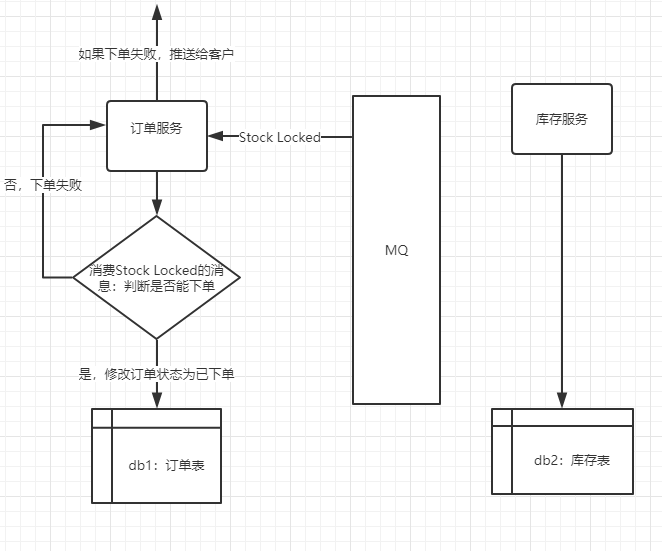 如果下单失败，推送给客户
订单服务
库存服务
Stock Locked
否，下单失败
MQ
消费Stock Locked的消
息：判断是否能下单
是，修改订单状态为已下单
db1：订单表
db2：库存表